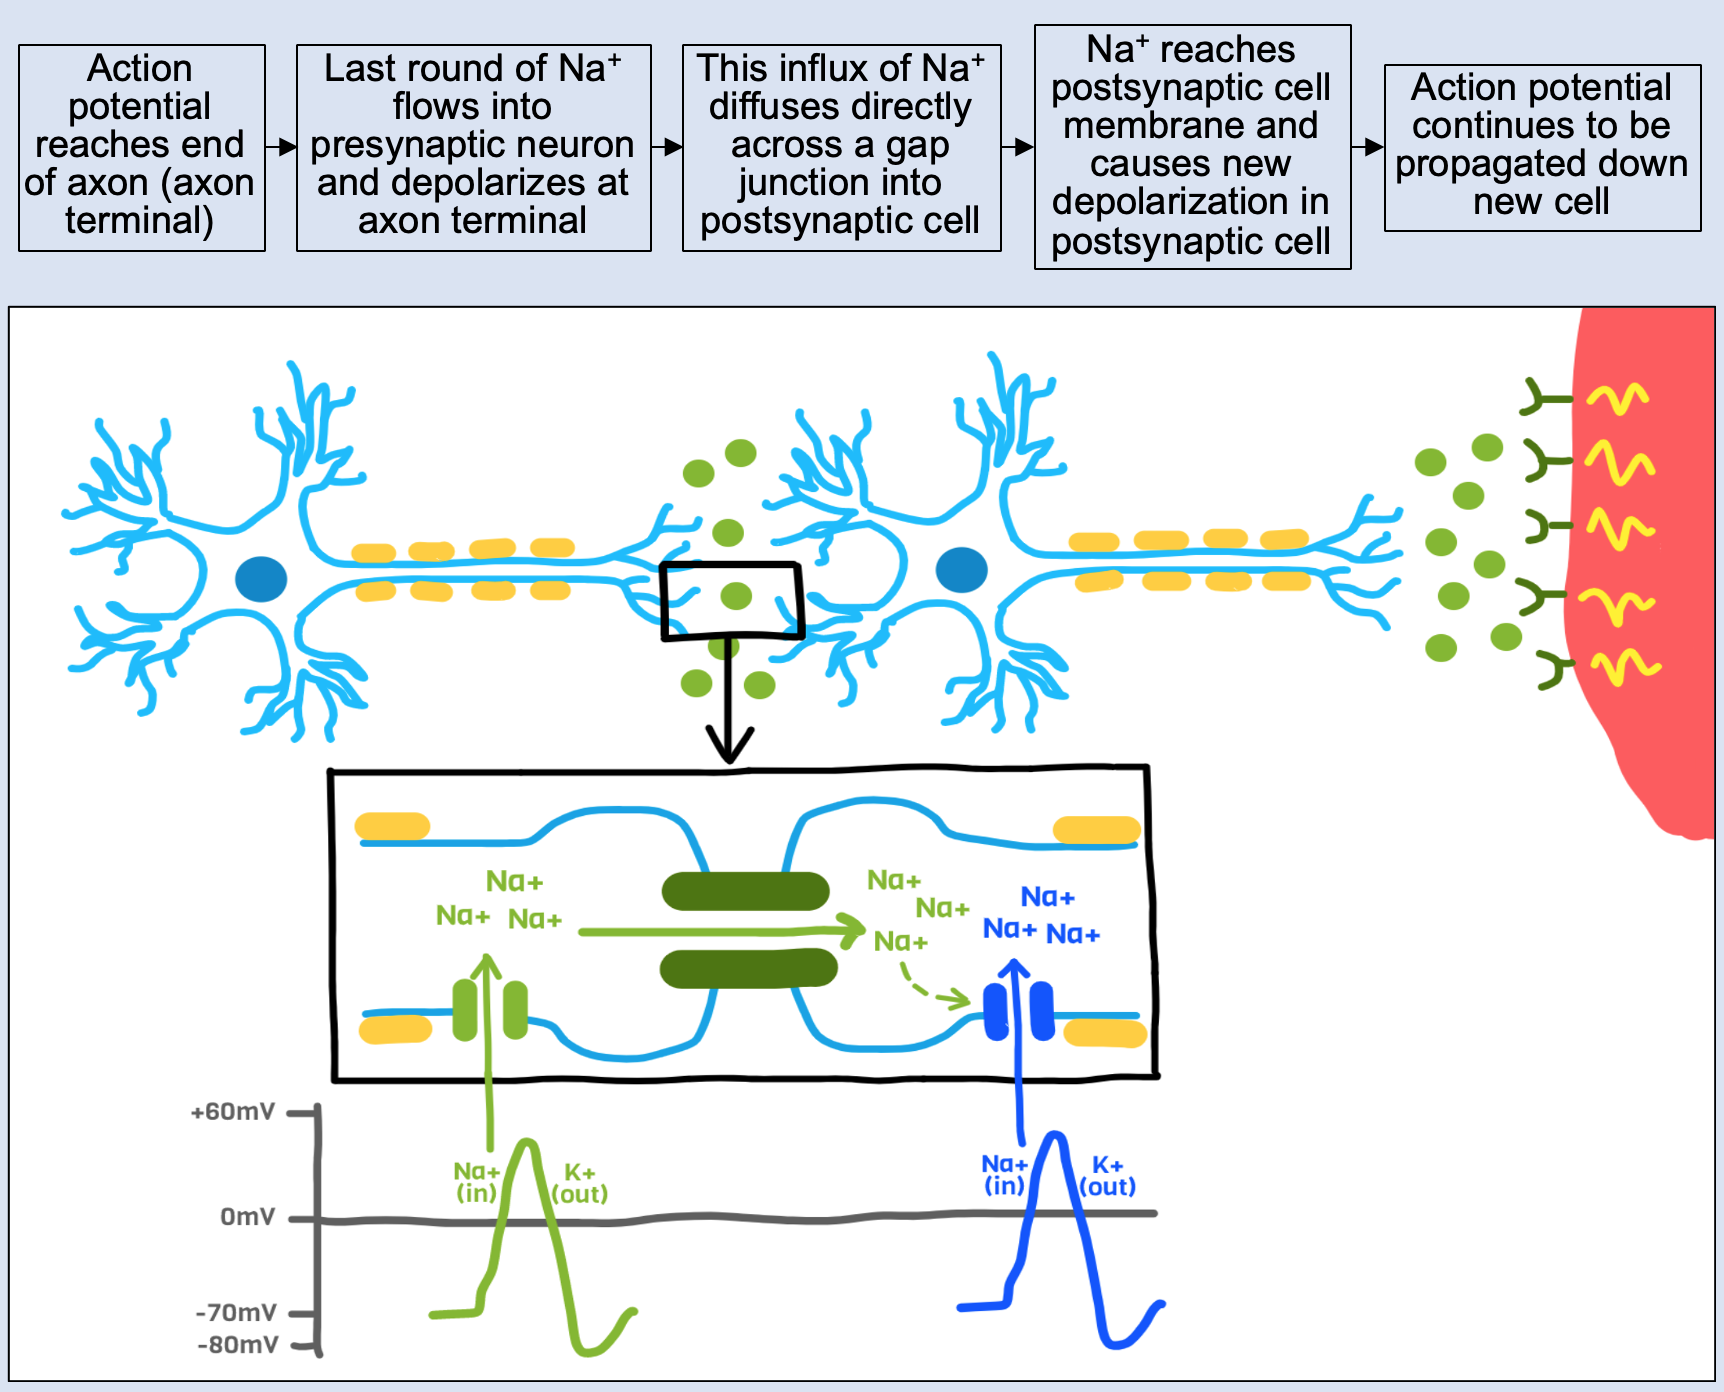 Action
potential
reaches end
of axon (axon
terminal)
Last round of Na⁺
flows into
presynaptic neuron
and depolarizes at
axon terminal
This influx of Na⁺
diffuses directly
across a gap
junction into
postsynaptic cell
Na⁺ reaches
postsynaptic cell
membrane and
causes new
depolarization in
postsynaptic cell
Action potential
continues to be
propagated down
new cell
Na+
Na+ Na+
Na+
Na+
Na+
Na+
Na+ Na+
+60mV
0mV
-70mV
-80mV
Na+
(in)
K+
(out)
Na+
(in)
K+
(out)